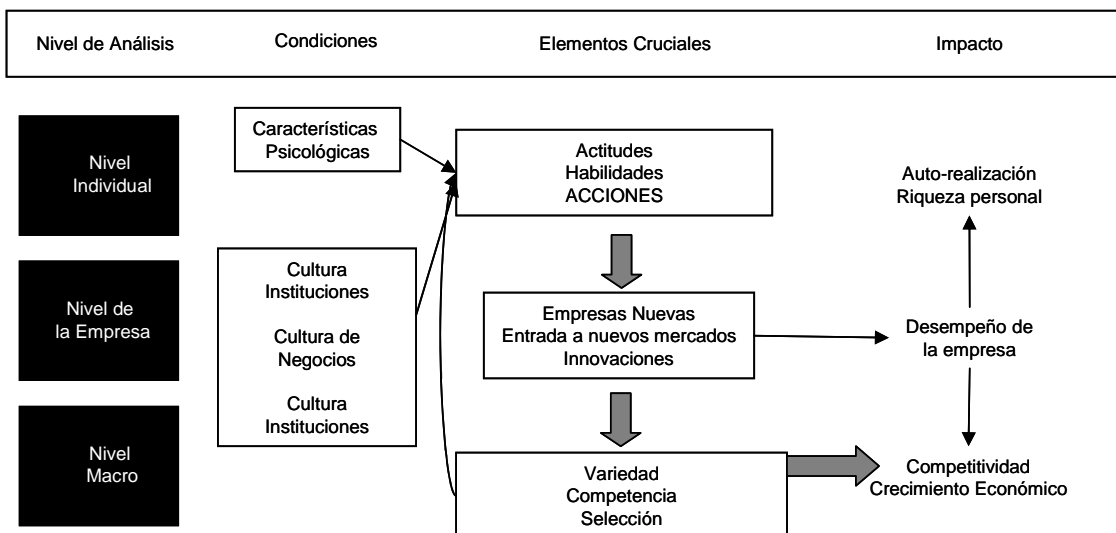 Nivel de Análisis
Condiciones
Elementos Cruciales
Impacto
Nivel
Individual
Características
Psicológicas
Actitudes
Habilidades
ACCIONES
Auto-realización
Riqueza personal
Nivel de
la Empresa
Cultura
Instituciones
Cultura de
Negocios
Cultura
Instituciones
Empresas Nuevas
Entrada a nuevos mercados
Innovaciones
Desempeño de
la empresa
Nivel
Macro
Variedad
Competencia
Selección
Competitividad
Crecimiento Económico